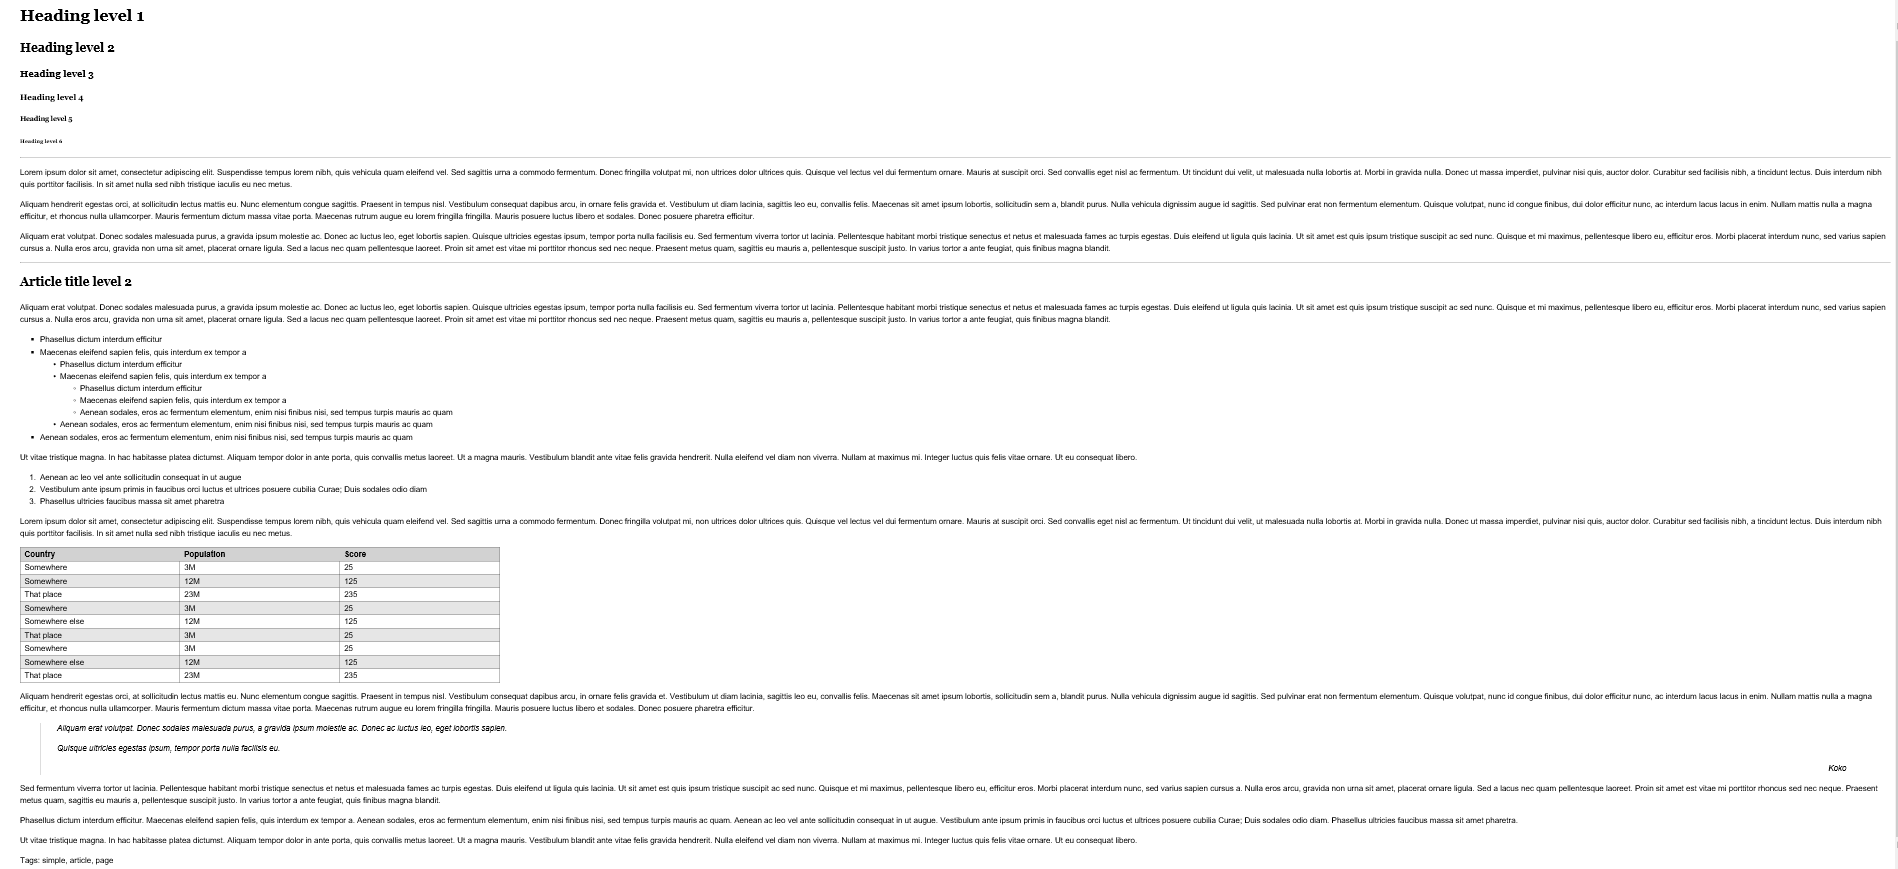 Heading level 1
Heading level 2
Heading level 3
Heading level 4
Heading level 5
Heading level 6
Lorem ipsum dolor sit amet, consectetur adipiscing elit. Suspendisse tempus lorem nibh, quis vehicula quam eleifend vel. Sed sagittis urna a commodo fermentum. Donec fringilla volutpat mi, non ultrices dolor ultrices quis. Quisque vel lectus vel dui fermentum ornare. Mauris at suscipit orci. Sed convallis eget nisl ac fermentum. Ut tincidunt dui velit, ut malesuada nulla lobortis at. Morbi in gravida nulla. Donec ut massa imperdiet, pulvinar nisi quis, auctor dolor. Curabitur sed facilisis nibh, a tincidunt lectus. Duis interdum nibh
quis porttitor facilisis. In sit amet nulla sed nibh tristique iaculis eu nec metus.
Aliquam hendrerit egestas orci, at sollicitudin lectus mattis eu. Nunc elementum congue sagittis. Praesent in tempus nisl. Vestibulum consequat dapibus arcu, in ornare felis gravida et. Vestibulum ut diam lacinia, sagittis leo eu, convallis felis. Maecenas sit amet ipsum lobortis, sollicitudin sem a, blandit purus. Nulla vehicula dignissim augue id sagittis. Sed pulvinar erat non fermentum elementum. Quisque volutpat, nunc id congue finibus, dui dolor efficitur nunc, ac interdum lacus lacus in enim. Nullam mattis nulla a magna
efficitur, et rhoncus nulla ullamcorper. Mauris fermentum dictum massa vitae porta. Maecenas rutrum augue eu lorem fringilla fringilla. Mauris posuere luctus libero et sodales. Donec posuere pharetra efficitur.
Aliquam erat volutpat. Donec sodales malesuada purus, a gravida ipsum molestie ac. Donec ac luctus leo, eget lobortis sapien. Quisque ultricies egestas ipsum, tempor porta nulla facilisis eu. Sed fermentum viverra tortor ut lacinia. Pellentesque habitant morbi tristique senectus et netus et malesuada fames ac turpis egestas. Duis eleifend ut ligula quis lacinia. Ut sit amet est quis ipsum tristique suscipit ac sed nunc. Quisque et mi maximus, pellentesque libero eu, efficitur eros. Morbi placerat interdum nunc, sed varius sapien
cursus a. Nulla eros arcu, gravida non urna sit amet, placerat ornare ligula. Sed a lacus nec quam pellentesque laoreet. Proin sit amet est vitae mi porttitor rhoncus sed nec neque. Praesent metus quam, sagittis eu mauris a, pellentesque suscipit justo. In varius tortor a ante feugiat, quis finibus magna blandit.
Article title level 2
Aliquam erat volutpat. Donec sodales malesuada purus, a gravida ipsum molestie ac. Donec ac luctus leo, eget lobortis sapien. Quisque ultricies egestas ipsum, tempor porta nulla facilisis eu. Sed fermentum viverra tortor ut lacinia. Pellentesque habitant morbi tristique senectus et netus et malesuada fames ac turpis egestas. Duis eleifend ut ligula quis lacinia. Ut sit amet est quis ipsum tristique suscipit ac sed nunc. Quisque et mi maximus, pellentesque libero eu, efficitur eros. Morbi placerat interdum nunc, sed varius sapien
cursus a. Nulla eros arcu, gravida non urna sit amet, placerat ornare ligula. Sed a lacus nec quam pellentesque laoreet. Proin sit amet est vitae mi porttitor rhoncus sed nec neque. Praesent metus quam, sagittis eu mauris a, pellentesque suscipit justo. In varius tortor a ante feugiat, quis finibus magna blandit.
▪ Phasellus dictum interdum efficitur
▪ Maecenas eleifend sapien felis, quis interdum ex tempor a
• Phasellus dictum interdum efficitur
• Maecenas eleifend sapien felis, quis interdum ex tempor a
◦ Phasellus dictum interdum efficitur
◦ Maecenas eleifend sapien felis, quis interdum ex tempor a
◦ Aenean sodales, eros ac fermentum elementum, enim nisi finibus nisi, sed tempus turpis mauris ac quam
• Aenean sodales, eros ac fermentum elementum, enim nisi finibus nisi, sed tempus turpis mauris ac quam
▪ Aenean sodales, eros ac fermentum elementum, enim nisi finibus nisi, sed tempus turpis mauris ac quam
Ut vitae tristique magna. In hac habitasse platea dictumst. Aliquam tempor dolor in ante porta, quis convallis metus laoreet. Ut a magna mauris. Vestibulum blandit ante vitae felis gravida hendrerit. Nulla eleifend vel diam non viverra. Nullam at maximus mi. Integer luctus quis felis vitae ornare. Ut eu consequat libero.
1. Aenean ac leo vel ante sollicitudin consequat in ut augue
2. Vestibulum ante ipsum primis in faucibus orci luctus et ultrices posuere cubilia Curae; Duis sodales odio diam
3. Phasellus ultricies faucibus massa sit amet pharetra
Lorem ipsum dolor sit amet, consectetur adipiscing elit. Suspendisse tempus lorem nibh, quis vehicula quam eleifend vel. Sed sagittis urna a commodo fermentum. Donec fringilla volutpat mi, non ultrices dolor ultrices quis. Quisque vel lectus vel dui fermentum ornare. Mauris at suscipit orci. Sed convallis eget nisl ac fermentum. Ut tincidunt dui velit, ut malesuada nulla lobortis at. Morbi in gravida nulla. Donec ut massa imperdiet, pulvinar nisi quis, auctor dolor. Curabitur sed facilisis nibh, a tincidunt lectus. Duis interdum nibh
quis porttitor facilisis. In sit amet nulla sed nibh tristique iaculis eu nec metus.
Country Population Score
Somewhere 3M 25
Somewhere 12M 125
That place 23M 235
Somewhere 3M 25
Somewhere else 12M 125
That place 3M 25
Somewhere 3M 25
Somewhere else 12M 125
That place 23M 235
Aliquam hendrerit egestas orci, at sollicitudin lectus mattis eu. Nunc elementum congue sagittis. Praesent in tempus nisl. Vestibulum consequat dapibus arcu, in ornare felis gravida et. Vestibulum ut diam lacinia, sagittis leo eu, convallis felis. Maecenas sit amet ipsum lobortis, sollicitudin sem a, blandit purus. Nulla vehicula dignissim augue id sagittis. Sed pulvinar erat non fermentum elementum. Quisque volutpat, nunc id congue finibus, dui dolor efficitur nunc, ac interdum lacus lacus in enim. Nullam mattis nulla a magna
efficitur, et rhoncus nulla ullamcorper. Mauris fermentum dictum massa vitae porta. Maecenas rutrum augue eu lorem fringilla fringilla. Mauris posuere luctus libero et sodales. Donec posuere pharetra efficitur.
Aliquam erat volutpat. Donec sodales malesuada purus, a gravida ipsum molestie ac. Donec ac luctus leo, eget lobortis sapien.
Quisque ultricies egestas ipsum, tempor porta nulla facilisis eu.
Koko
Sed fermentum viverra tortor ut lacinia. Pellentesque habitant morbi tristique senectus et netus et malesuada fames ac turpis egestas. Duis eleifend ut ligula quis lacinia. Ut sit amet est quis ipsum tristique suscipit ac sed nunc. Quisque et mi maximus, pellentesque libero eu, efficitur eros. Morbi placerat interdum nunc, sed varius sapien cursus a. Nulla eros arcu, gravida non urna sit amet, placerat ornare ligula. Sed a lacus nec quam pellentesque laoreet. Proin sit amet est vitae mi porttitor rhoncus sed nec neque. Praesent
metus quam, sagittis eu mauris a, pellentesque suscipit justo. In varius tortor a ante feugiat, quis finibus magna blandit.
Phasellus dictum interdum efficitur. Maecenas eleifend sapien felis, quis interdum ex tempor a. Aenean sodales, eros ac fermentum elementum, enim nisi finibus nisi, sed tempus turpis mauris ac quam. Aenean ac leo vel ante sollicitudin consequat in ut augue. Vestibulum ante ipsum primis in faucibus orci luctus et ultrices posuere cubilia Curae; Duis sodales odio diam. Phasellus ultricies faucibus massa sit amet pharetra.
Ut vitae tristique magna. In hac habitasse platea dictumst. Aliquam tempor dolor in ante porta, quis convallis metus laoreet. Ut a magna mauris. Vestibulum blandit ante vitae felis gravida hendrerit. Nulla eleifend vel diam non viverra. Nullam at maximus mi. Integer luctus quis felis vitae ornare. Ut eu consequat libero.
Tags: simple, article, page